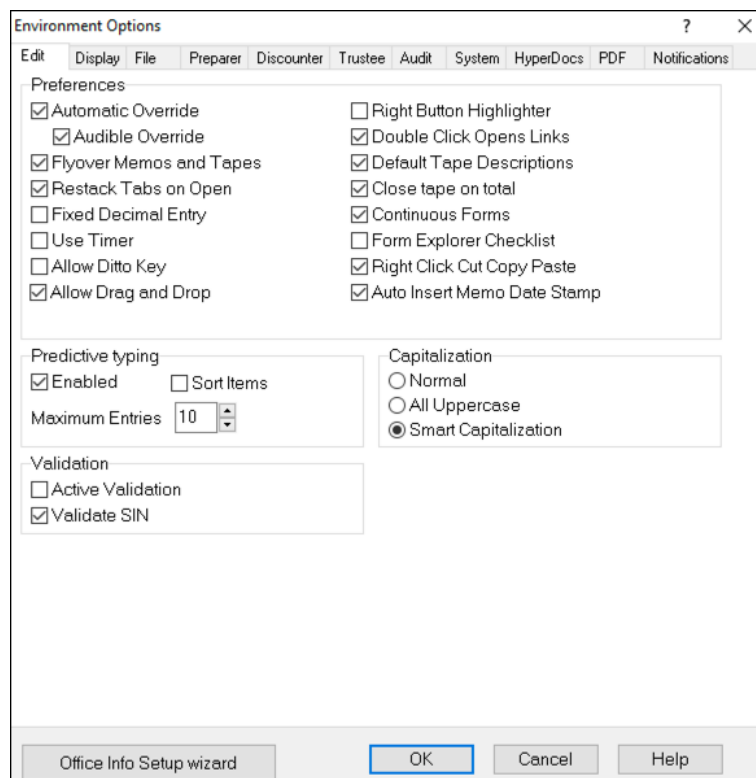 Environment Options ?
Edit Display File Preparer Discounter Trustee Audit System HyperDocs PDF Notifications
Preferences
Automatic Override
Audible Override
Flyover Memos and Tapes
Restack Tabs on Open
Fixed Decimal Entry
Use Timer
Allow Ditto Key
Allow Drag and Drop
Right Button Highlighter
Double Click Opens Links
Default Tape Descriptions
Close tape on total
Continuous Forms
Form Explorer Checklist
Right Click Cut Copy Paste
Auto Insert Memo Date Stamp
Predictive typing
Enabled Sort Items
Maximum Entries 10
Capitalization
Normal
All Uppercase
Smart Capitalization
Validation
Active Validation
Validate SIN
Office Info Setup wizard OK Cancel Help